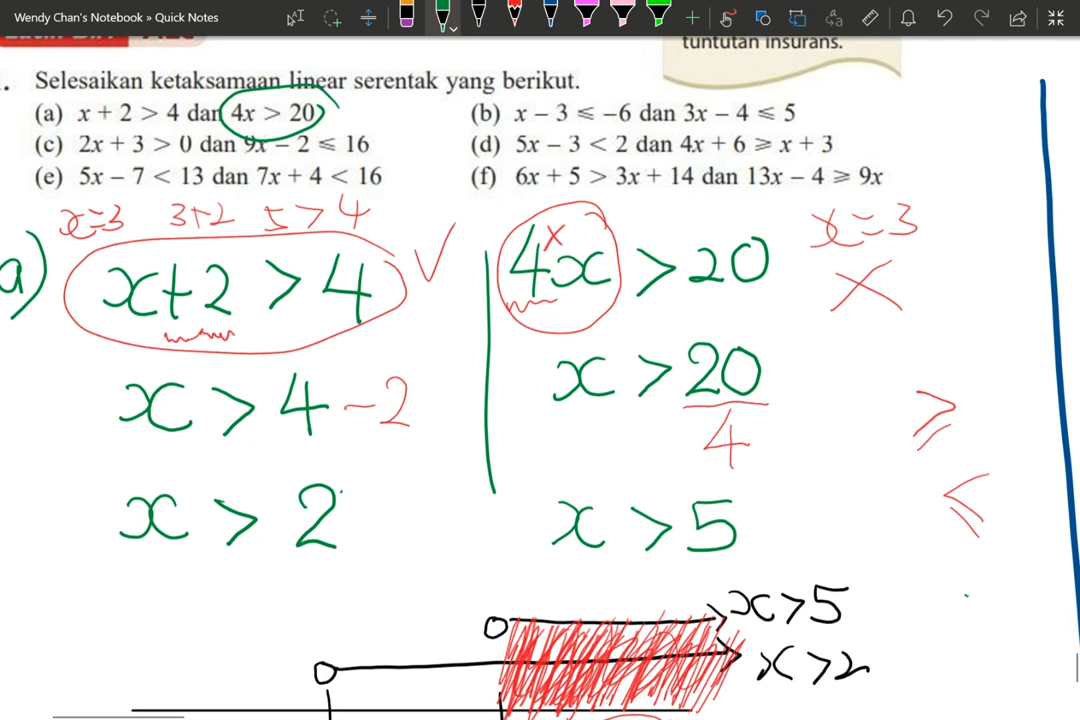 Wendy Chan's Notebook » Quick Notes
tuntutan insurans.
Selesaikan ketaksamaan linear serentak yang berikut.
(a) x + 2 > 4 dan 4x > 20
(b) x − 3 ⩽ −6 dan 3x − 4 ⩽ 5
(c) 2x + 3 > 0 dan 9x − 2 ⩽ 16
(d) 5x − 3 < 2 dan 4x + 6 ⩾ x + 3
(e) 5x − 7 < 13 dan 7x + 4 < 16
(f) 6x + 5 > 3x + 14 dan 13x − 4 ⩾ 9x
x=3 3+2 5 > 4
x=3
a) x+2 > 4 ✓
4x > 20 ×
x > 4 − 2
x > 20/4
⩾
⩽
x > 2
x > 5
x > 5
x > 2